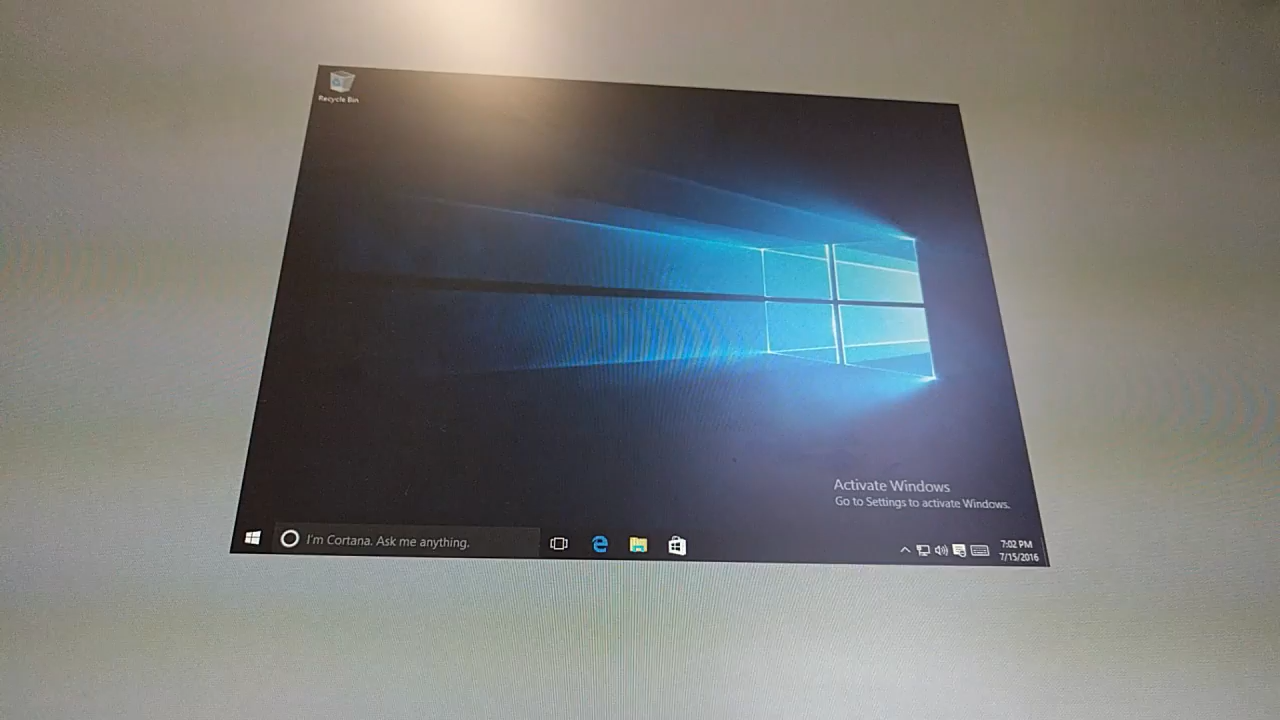 Recycle Bin
Activate Windows
Go to Settings to activate Windows.
I'm Cortana. Ask me anything.
7:02 PM
7/15/2016